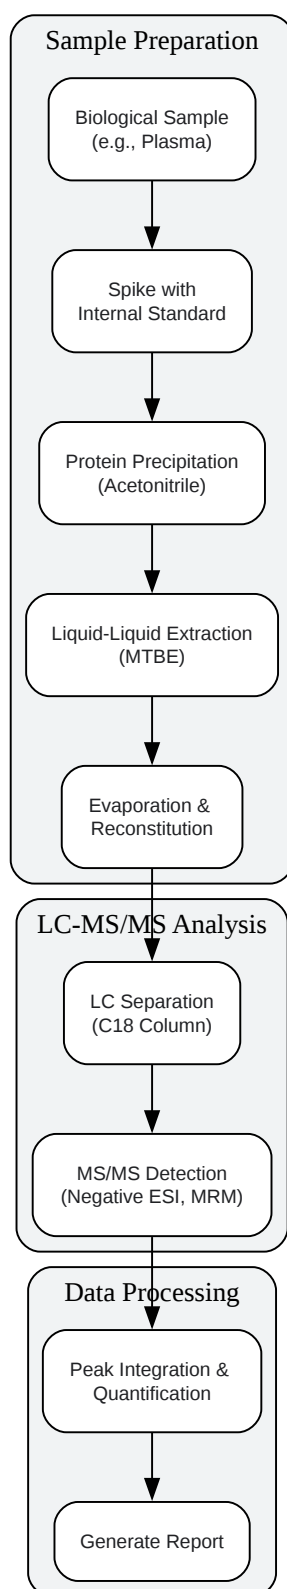 Sample Preparation
Biological Sample
(e.g., Plasma)
Spike with
Internal Standard
Protein Precipitation
(Acetonitrile)
Liquid-Liquid Extraction
(MTBE)
Evaporation &
Reconstitution
LC-MS/MS Analysis
LC Separation
(C18 Column)
MS/MS Detection
(Negative ESI, MRM)
Data Processing
Peak Integration &
Quantification
Generate Report